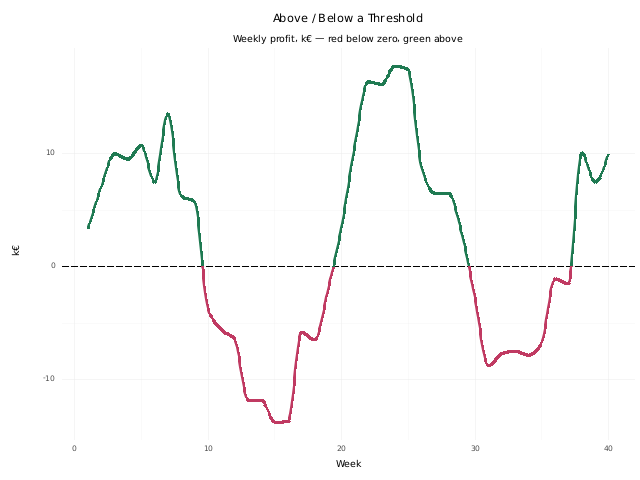 Above / Below a Threshold
Weekly profit, k€ — red below zero, green above
10
0
-10
k€
0 10 20 30 40
Week